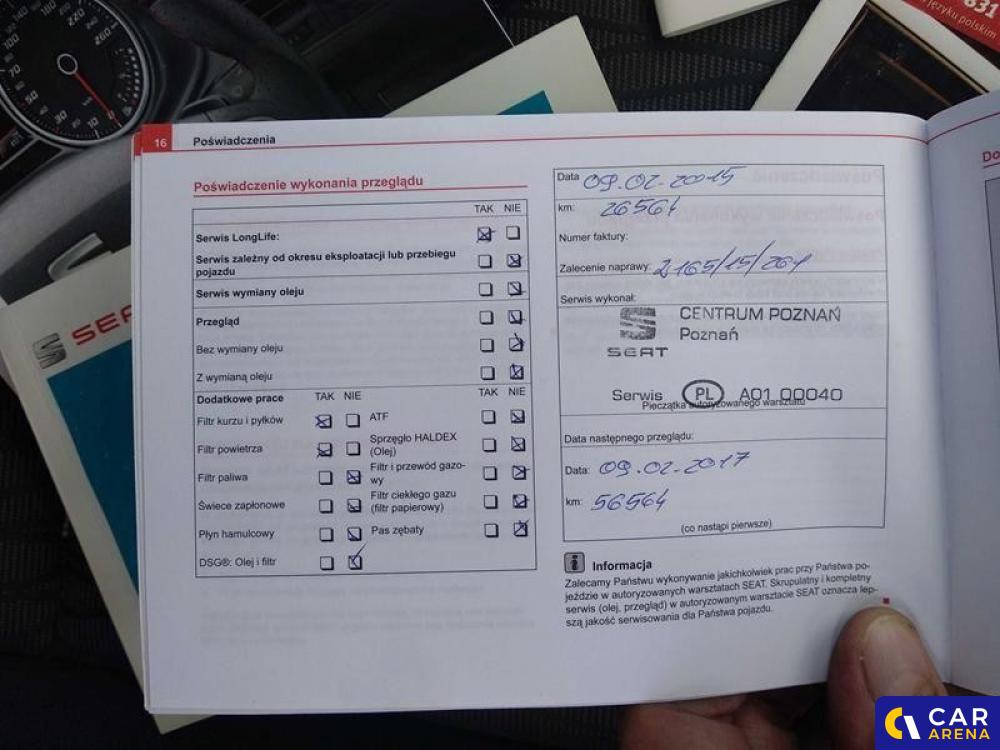 831
języku polskim
SEAT
16 Poświadczenia
Poświadczenie wykonania przeglądu
TAK NIE
Serwis LongLife:
Serwis zależny od okresu eksploatacji lub przebiegu
pojazdu
Serwis wymiany oleju
Przegląd
Bez wymiany oleju
Z wymianą oleju
Dodatkowe prace TAK NIE TAK NIE
Filtr kurzu i pyłków ATF
Filtr powietrza Sprzęgło HALDEX
(Olej)
Filtr paliwa Filtr i przewód gazo-
wy
Świece zapłonowe Filtr ciekłego gazu
(filtr papierowy)
Płyn hamulcowy Pas zębaty
DSG®: Olej i filtr
Data 09.02.2015
km: 26564
Numer faktury:
Zalecenie naprawy: 2165/15/261
Serwis wykonał:
SEAT
CENTRUM POZNAŃ
Poznań
Serwis PL A01 00040
Pieczątka autoryzowanego warsztatu
Data następnego przeglądu:
Data: 09.02.2017
km: 56564
(co nastąpi pierwsze)
Informacja
Zalecamy Państwu wykonywanie jakichkolwiek prac przy Państwa po-
jeździe w autoryzowanych warsztatach SEAT. Skrupulatny i kompletny
serwis (olej, przegląd) w autoryzowanym warsztacie SEAT oznacza lep-
szą jakość serwisowania dla Państwa pojazdu.
CAR
ARENA